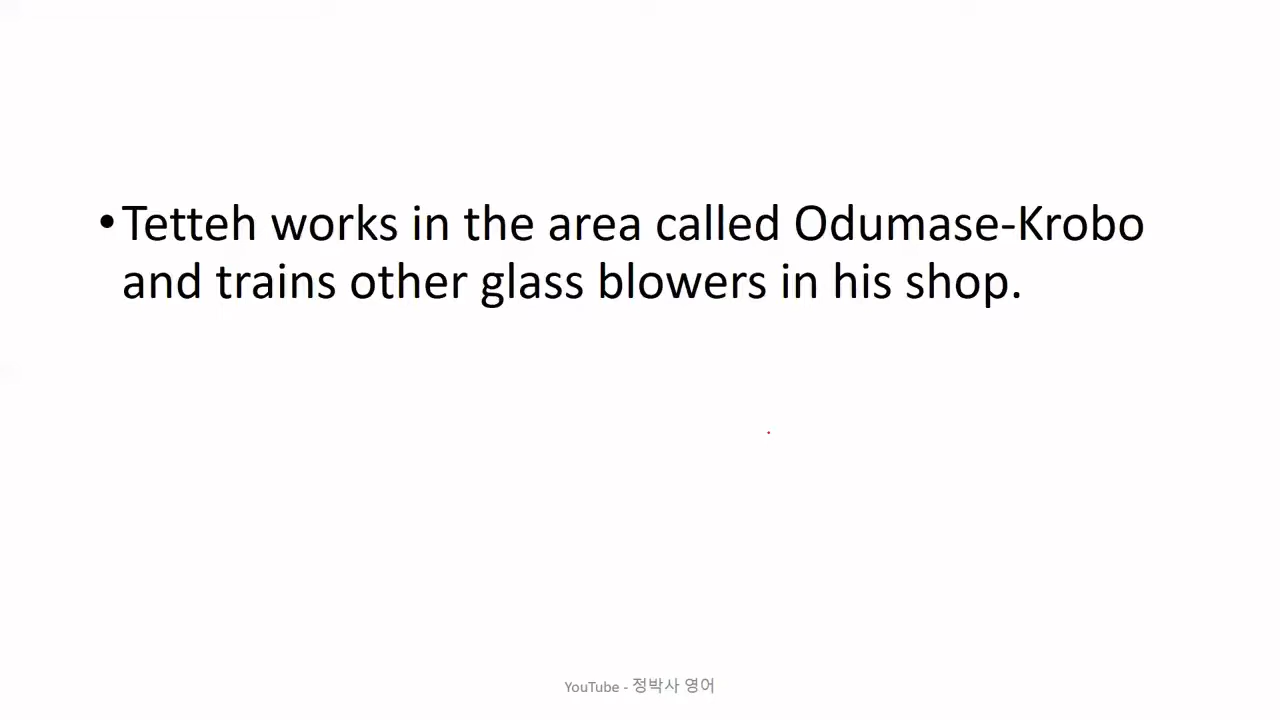 •Tetteh works in the area called Odumase-Krobo
and trains other glass blowers in his shop.
YouTube - 정박사 영어